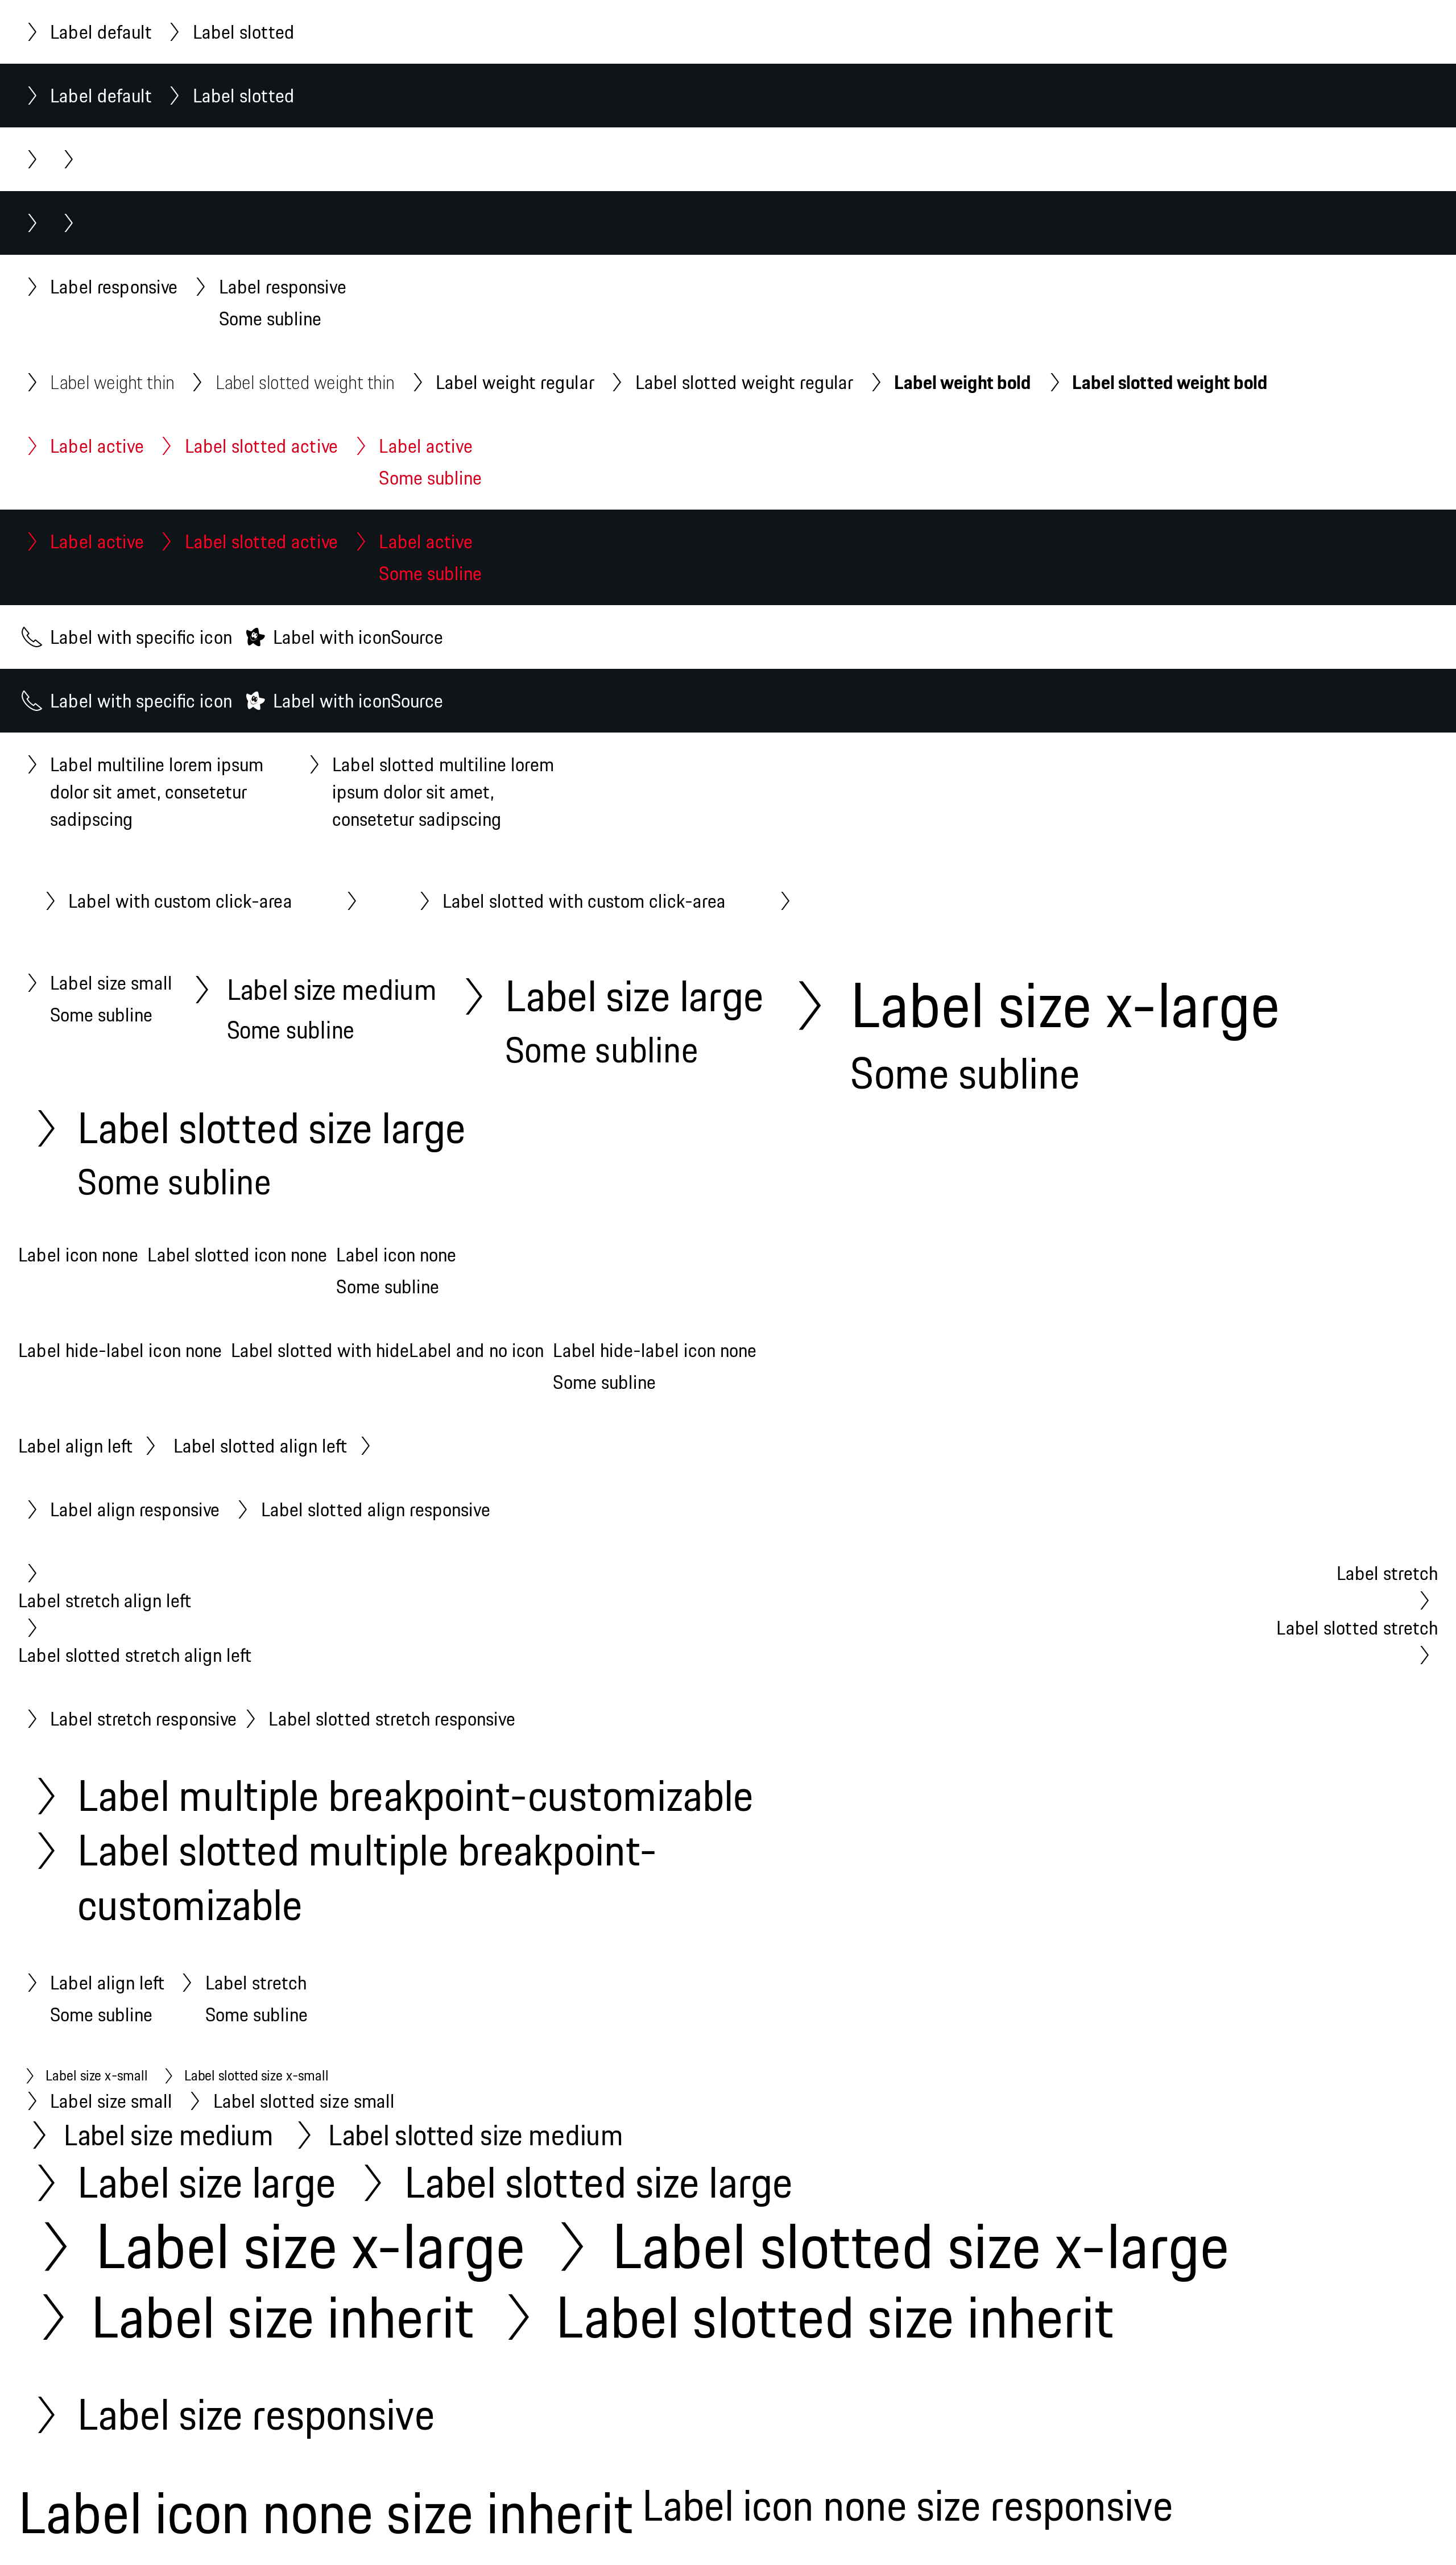 Label default Label slotted
Label default Label slotted
Label responsive Label responsive
Some subline
Label weight thin Label slotted weight thin Label weight regular Label slotted weight regular Label weight bold Label slotted weight bold
Label active Label slotted active Label active
Some subline
Label active Label slotted active Label active
Some subline
Label with specific icon Label with iconSource
Label with specific icon Label with iconSource
Label multiline lorem ipsum
dolor sit amet, consetetur
sadipscing
Label slotted multiline lorem
ipsum dolor sit amet,
consetetur sadipscing
Label with custom click-area Label slotted with custom click-area
Label size small
Some subline
Label size medium
Some subline
Label size large
Some subline
Label size x-large
Some subline
Label slotted size large
Some subline
Label icon none Label slotted icon none Label icon none
Some subline
Label hide-label icon none Label slotted with hideLabel and no icon Label hide-label icon none
Some subline
Label align left Label slotted align left
Label align responsive Label slotted align responsive
Label stretch
Label stretch align left
Label slotted stretch
Label slotted stretch align left
Label stretch responsive Label slotted stretch responsive
Label multiple breakpoint-customizable
Label slotted multiple breakpoint-
customizable
Label align left Label stretch
Some subline Some subline
Label size x-small Label slotted size x-small
Label size small Label slotted size small
Label size medium Label slotted size medium
Label size large Label slotted size large
Label size x-large Label slotted size x-large
Label size inherit Label slotted size inherit
Label size responsive
Label icon none size inherit Label icon none size responsive